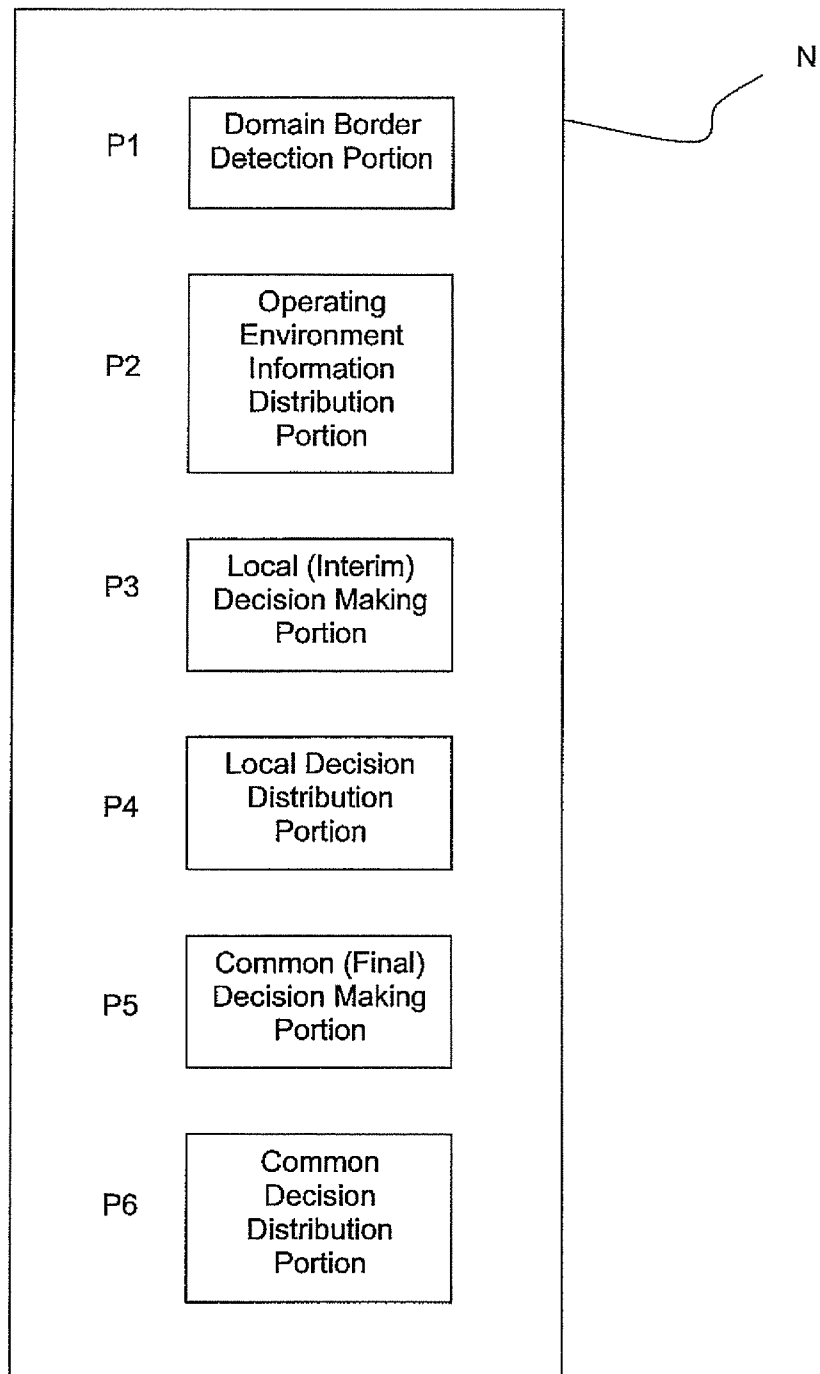 N
P1
Domain Border
Detection Portion
P2
Operating
Environment
Information
Distribution
Portion
P3
Local (Interim)
Decision Making
Portion
P4
Local Decision
Distribution
Portion
P5
Common (Final)
Decision Making
Portion
P6
Common
Decision
Distribution
Portion